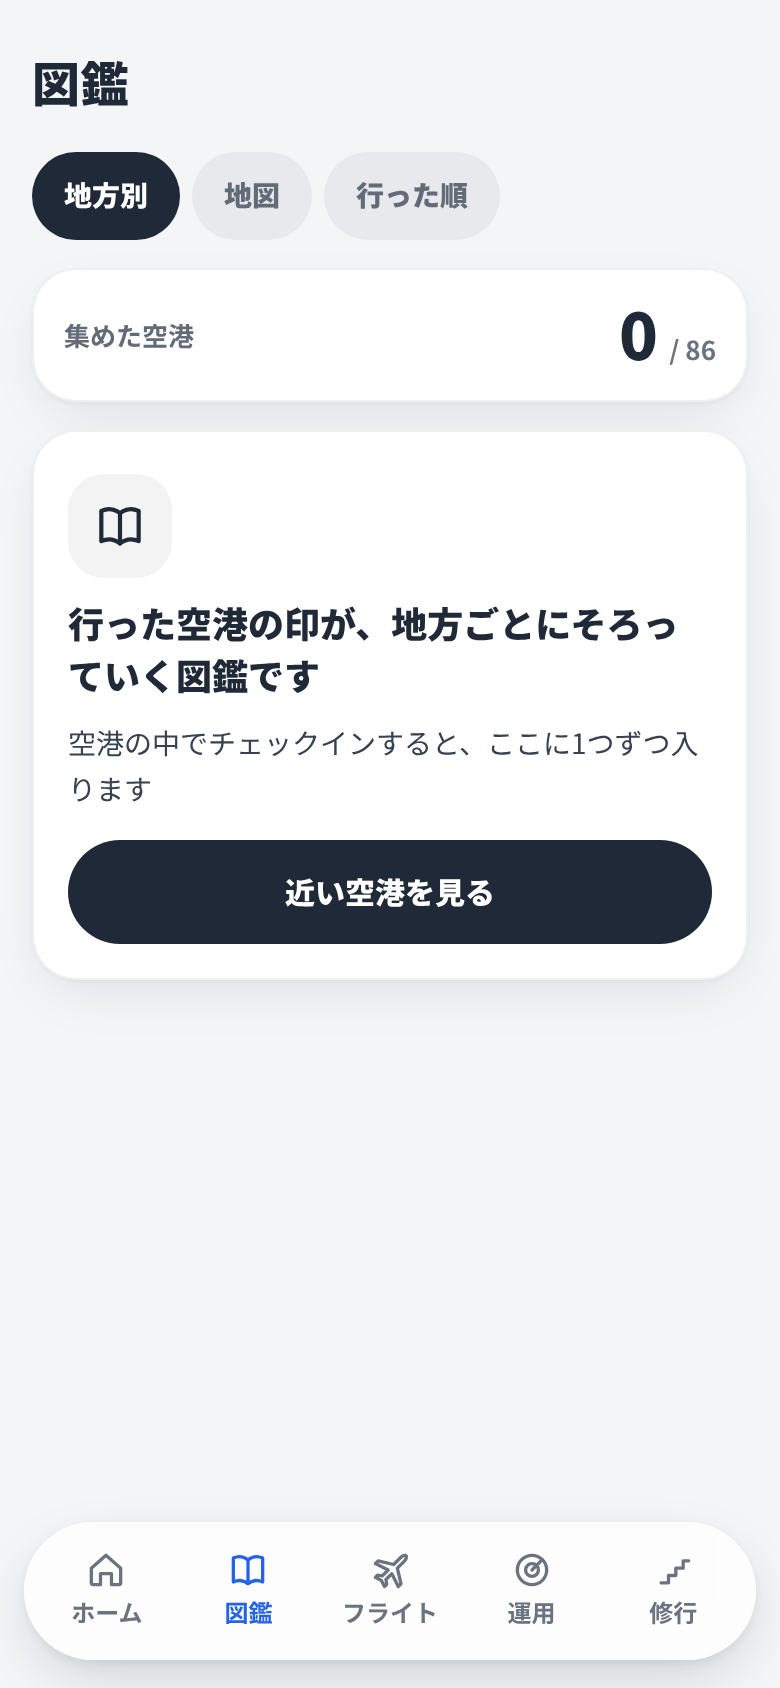 図鑑
地方別
地図
行った順
集めた空港
0 / 86
行った空港の印が、地方ごとにそろっ
ていく図鑑です
空港の中でチェックインすると、ここに1つずつ入
ります
近い空港を見る
ホーム
図鑑
フライト
運用
修行